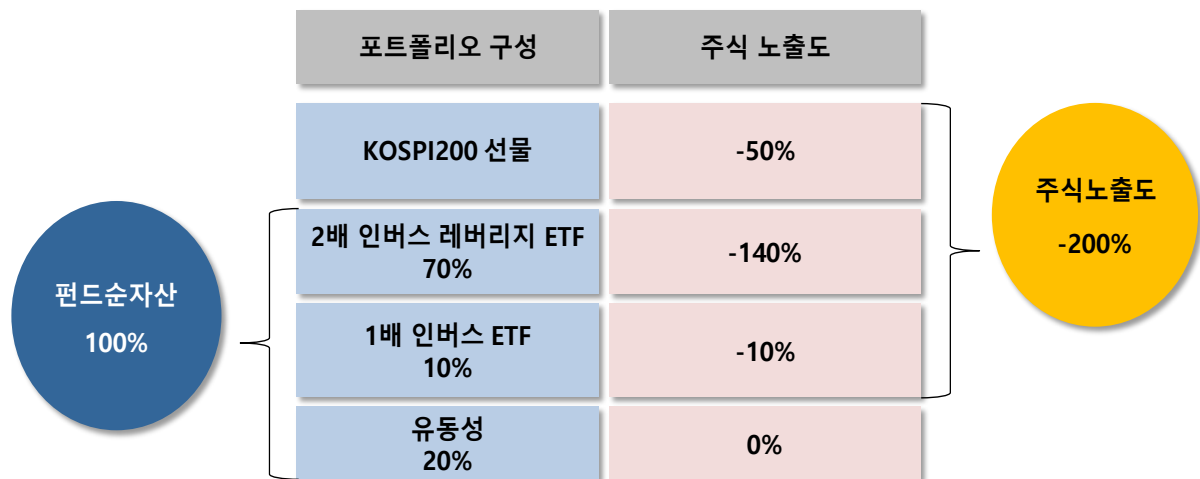 포트폴리오 구성
주식 노출도
KOSPI200 선물
-50%
2배 인버스 레버리지 ETF
70%
-140%
1배 인버스 ETF
10%
-10%
유동성
20%
0%
펀드순자산
100%
주식노출도
-200%